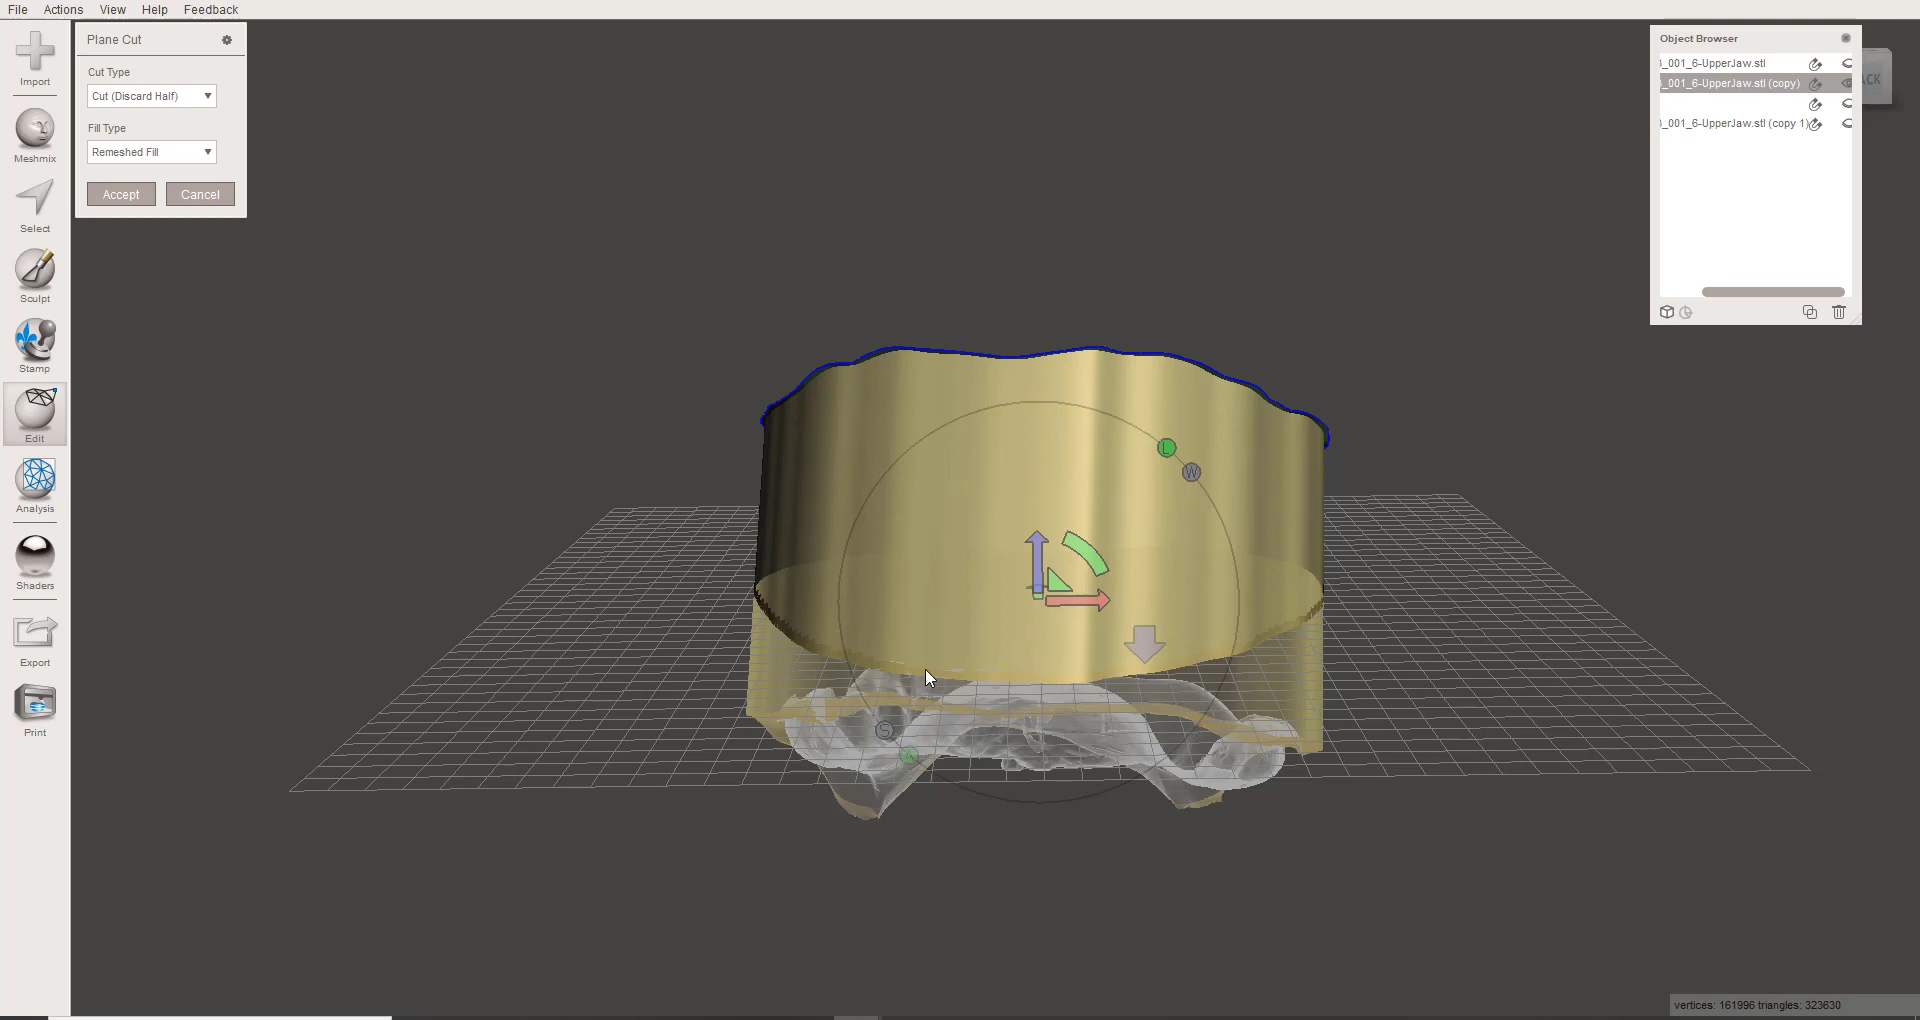 File Actions View Help Feedback
Import
Meshmix
Select
Sculpt
Stamp
Edit
Analysis
Shaders
Export
Print
Plane Cut
Cut Type
Cut (Discard Half)
Fill Type
Remeshed Fill
Accept Cancel
Object Browser
_001_6-UpperJaw.stl
_001_6-UpperJaw.stl (copy)
_001_6-UpperJaw.stl (copy 1)
ACK
L
W
S
A
vertices: 161996 triangles: 323630